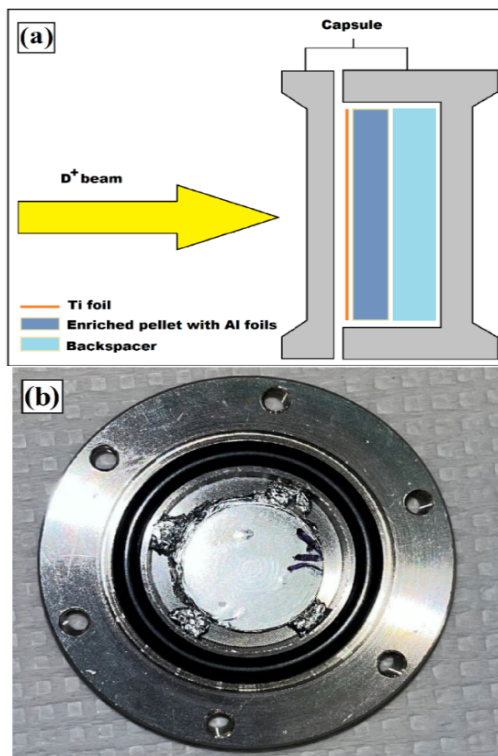 (a)
Capsule
D⁺ beam
Ti foil
Enriched pellet with Al foils
Backspacer
(b)